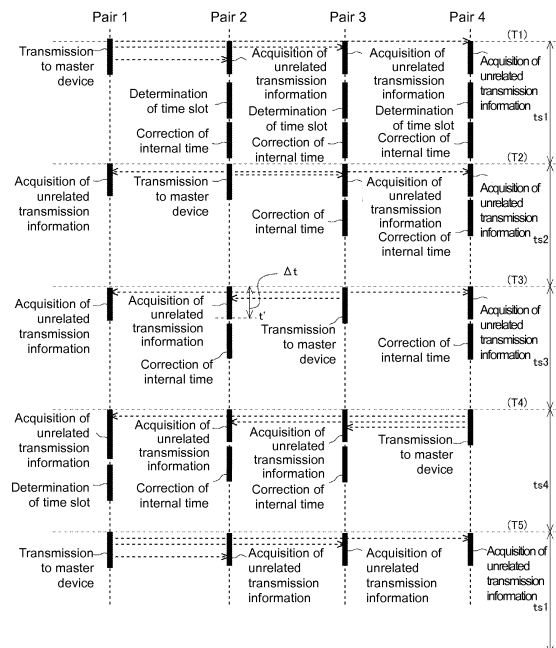 Pair 1 Pair 2 Pair 3 Pair 4
(T1)
Transmission
to master
device
Acquisition of
unrelated
transmission
information
Acquisition of
unrelated
transmission
information
Acquisition of
unrelated
transmission
information
Determination
of time slot
Determination
of time slot
Determination
of time slot
ts1
Correction of
internal time
Correction of
internal time
Correction of
internal time
(T2)
Acquisition of
unrelated
transmission
information
Transmission
to master
device
Acquisition of
unrelated
transmission
information
Acquisition of
unrelated
transmission
information
Correction of
internal time
Correction of
internal time
ts2
Δt
(T3)
Acquisition of
unrelated
transmission
information
Acquisition of
unrelated
transmission
information
t'
Transmission
to master
device
Acquisition of
unrelated
transmission
information
Correction of
internal time
Correction of
internal time
ts3
(T4)
Acquisition of
unrelated
transmission
information
Acquisition of
unrelated
transmission
information
Acquisition of
unrelated
transmission
information
Transmission
to master
device
Determination
of time slot
Correction of
internal time
Correction of
internal time
ts4
(T5)
Transmission
to master
device
Acquisition of
unrelated
transmission
information
Acquisition of
unrelated
transmission
information
Acquisition of
unrelated
transmission
information
ts1